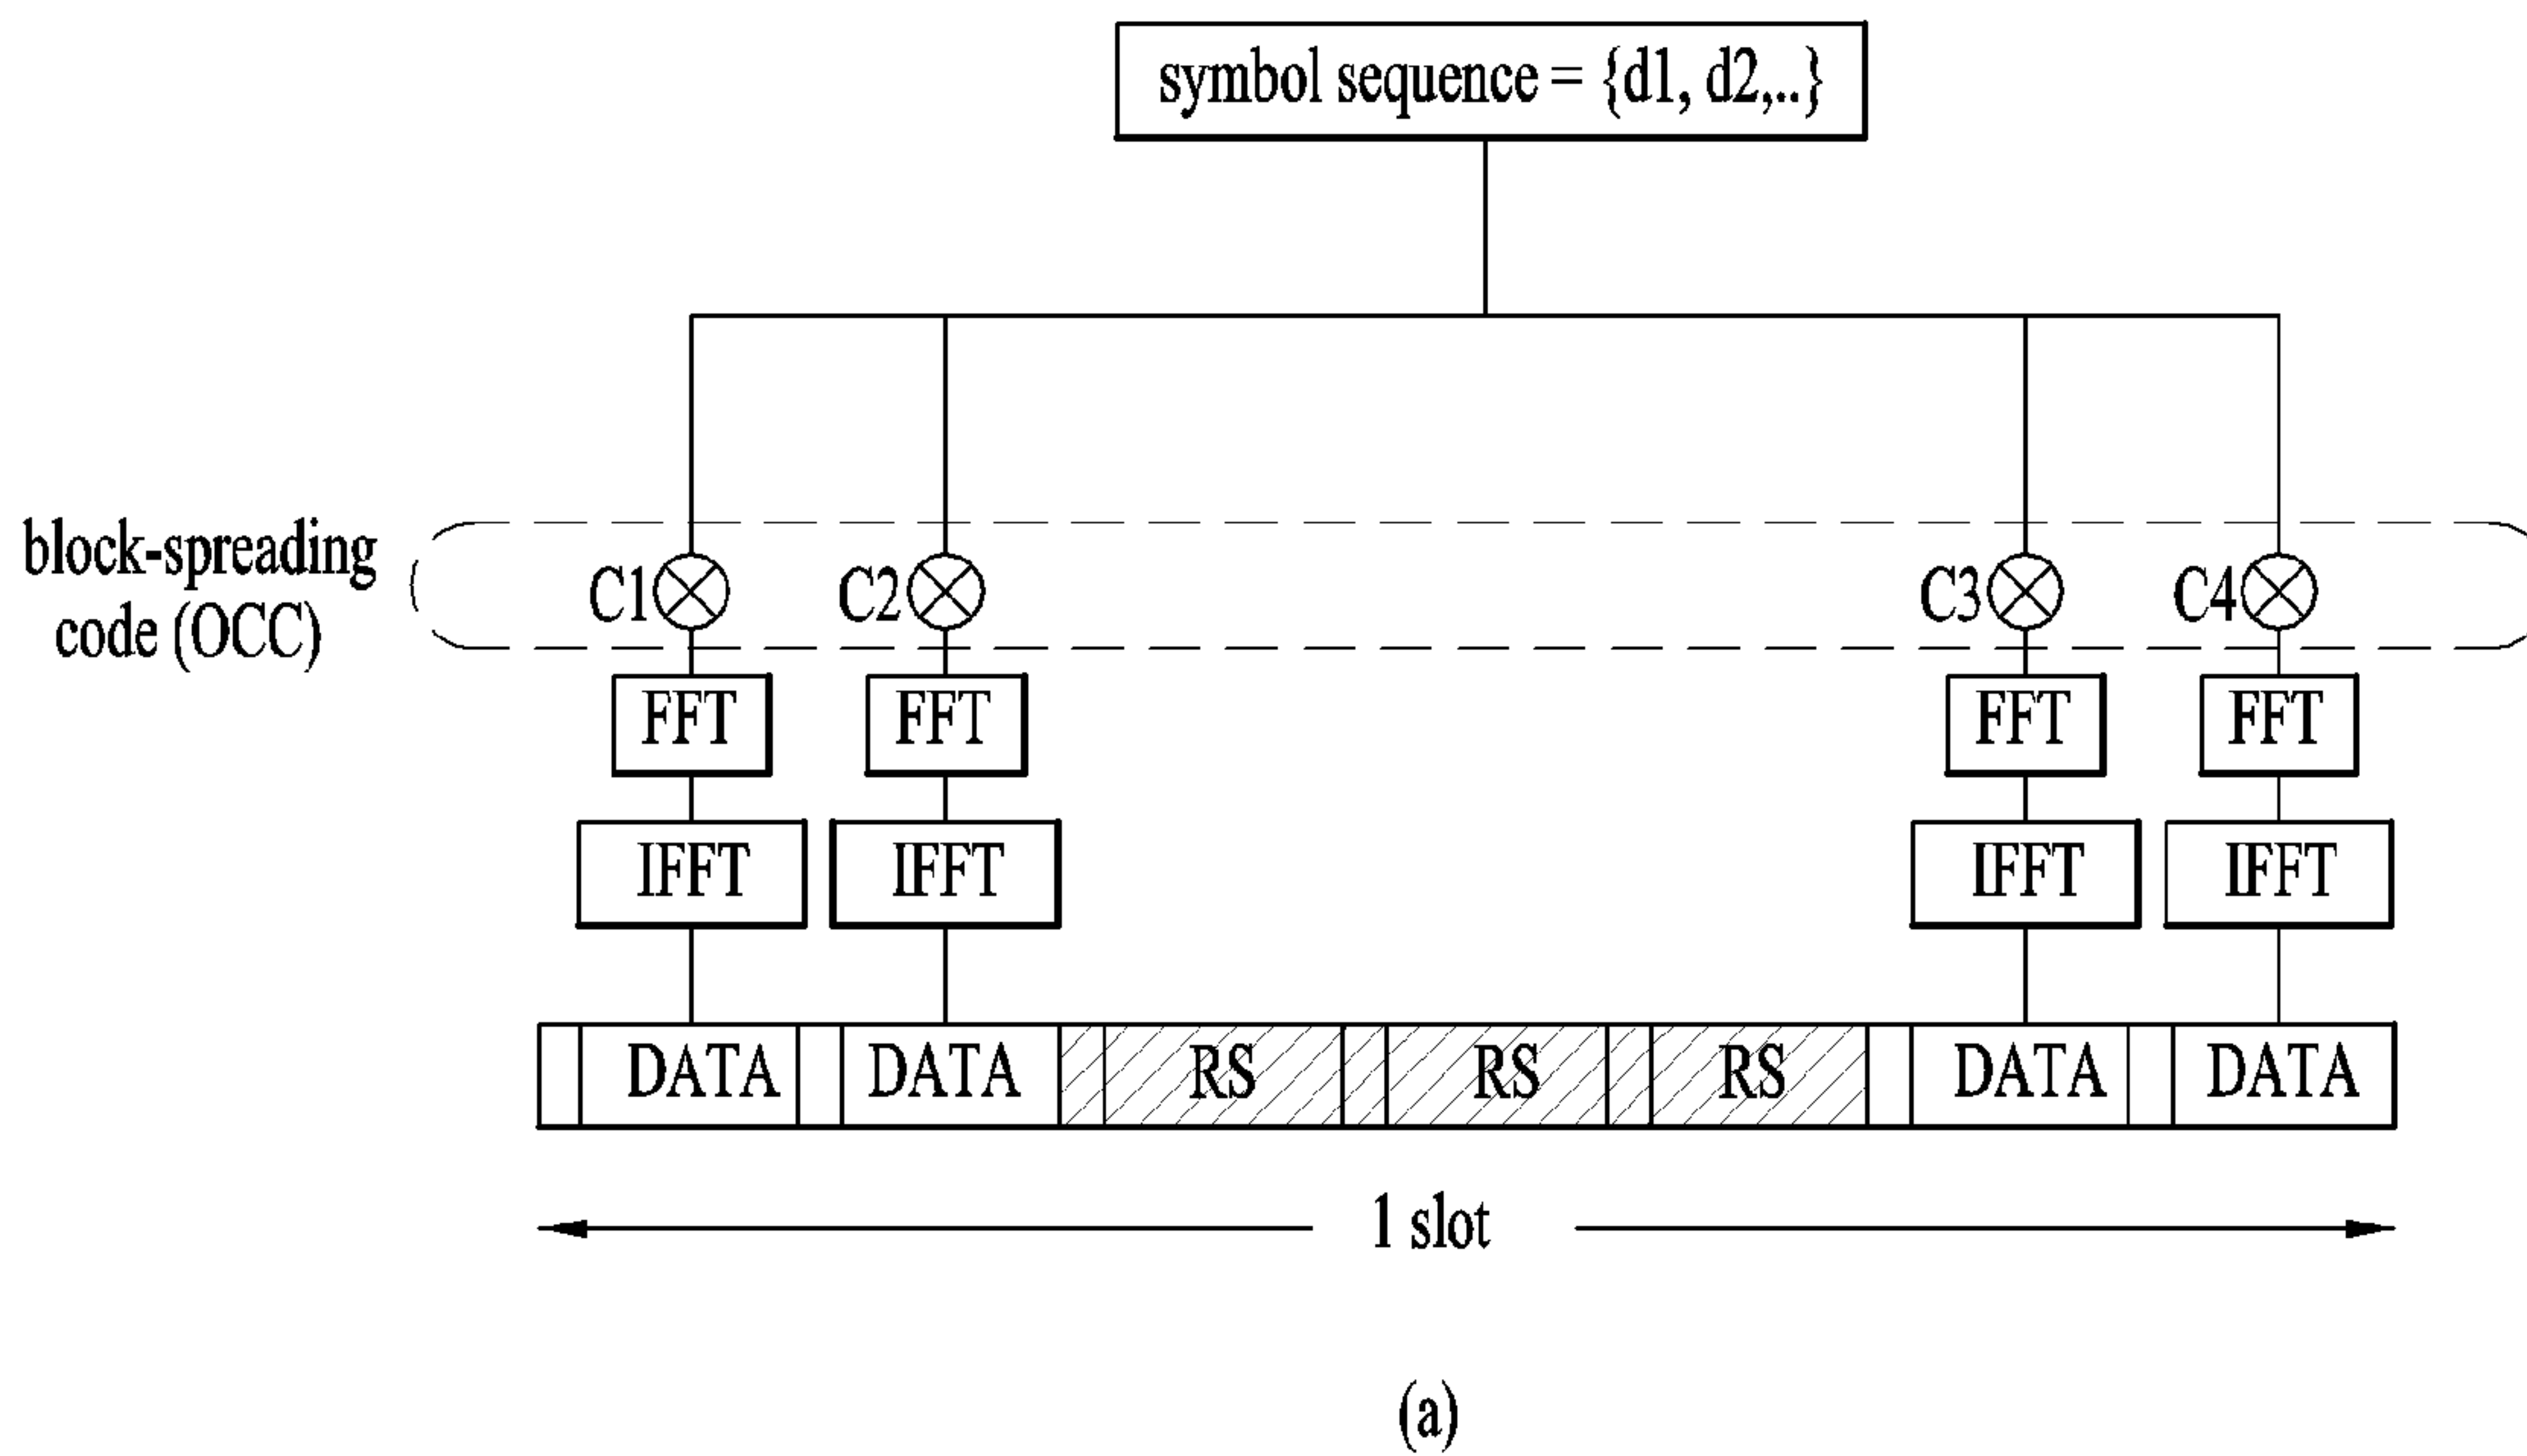 symbol sequence = {d1, d2,..}
block-spreading
code (OCC)
C1 C2 C3 C4
FFT FFT FFT FFT
IFFT IFFT IFFT IFFT
DATA DATA RS RS RS DATA DATA
1 slot
(a)